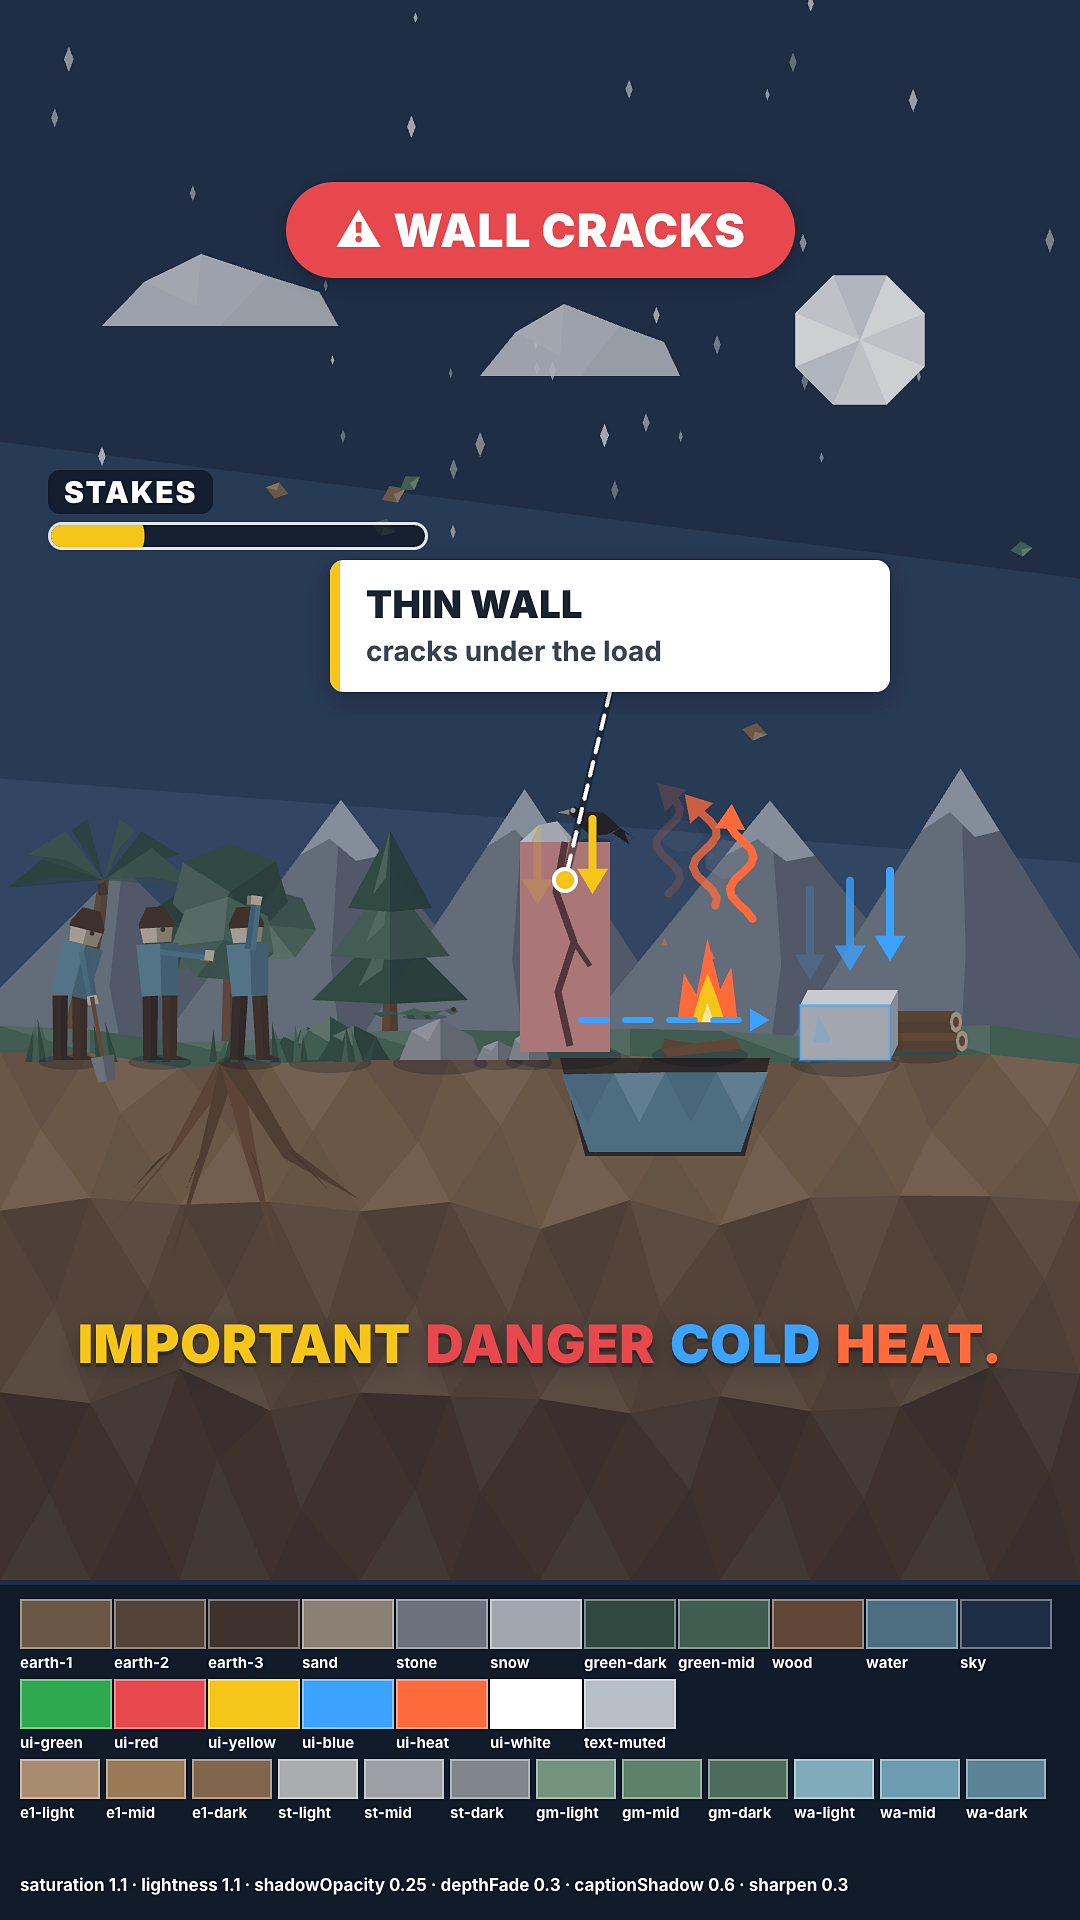 ⚠ WALL CRACKS
STAKES
THIN WALL
cracks under the load
IMPORTANT DANGER COLD HEAT.
earth-1 earth-2 earth-3 sand stone snow green-dark green-mid wood water sky
ui-green ui-red ui-yellow ui-blue ui-heat ui-white text-muted
e1-light e1-mid e1-dark st-light st-mid st-dark gm-light gm-mid gm-dark wa-light wa-mid wa-dark
saturation 1.1 · lightness 1.1 · shadowOpacity 0.25 · depthFade 0.3 · captionShadow 0.6 · sharpen 0.3